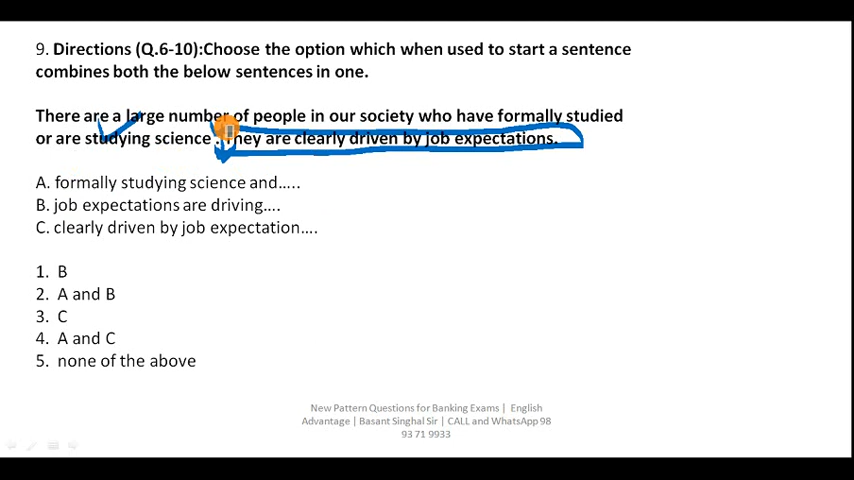 9. Directions (Q.6-10):Choose the option which when used to start a sentence
combines both the below sentences in one.
There are a large number of people in our society who have formally studied
or are studying science . They are clearly driven by job expectations.
A. formally studying science and.....
B. job expectations are driving....
C. clearly driven by job expectation....
1. B
2. A and B
3. C
4. A and C
5. none of the above
New Pattern Questions for Banking Exams | English
Advantage | Basant Singhal Sir | CALL and WhatsApp 98
93 71 9933